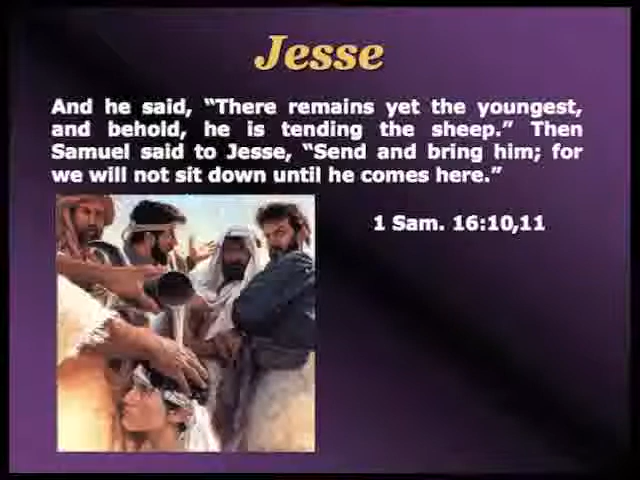 Jesse
And he said, “There remains yet the youngest,
and behold, he is tending the sheep.” Then
Samuel said to Jesse, “Send and bring him; for
we will not sit down until he comes here.”
1 Sam. 16:10,11